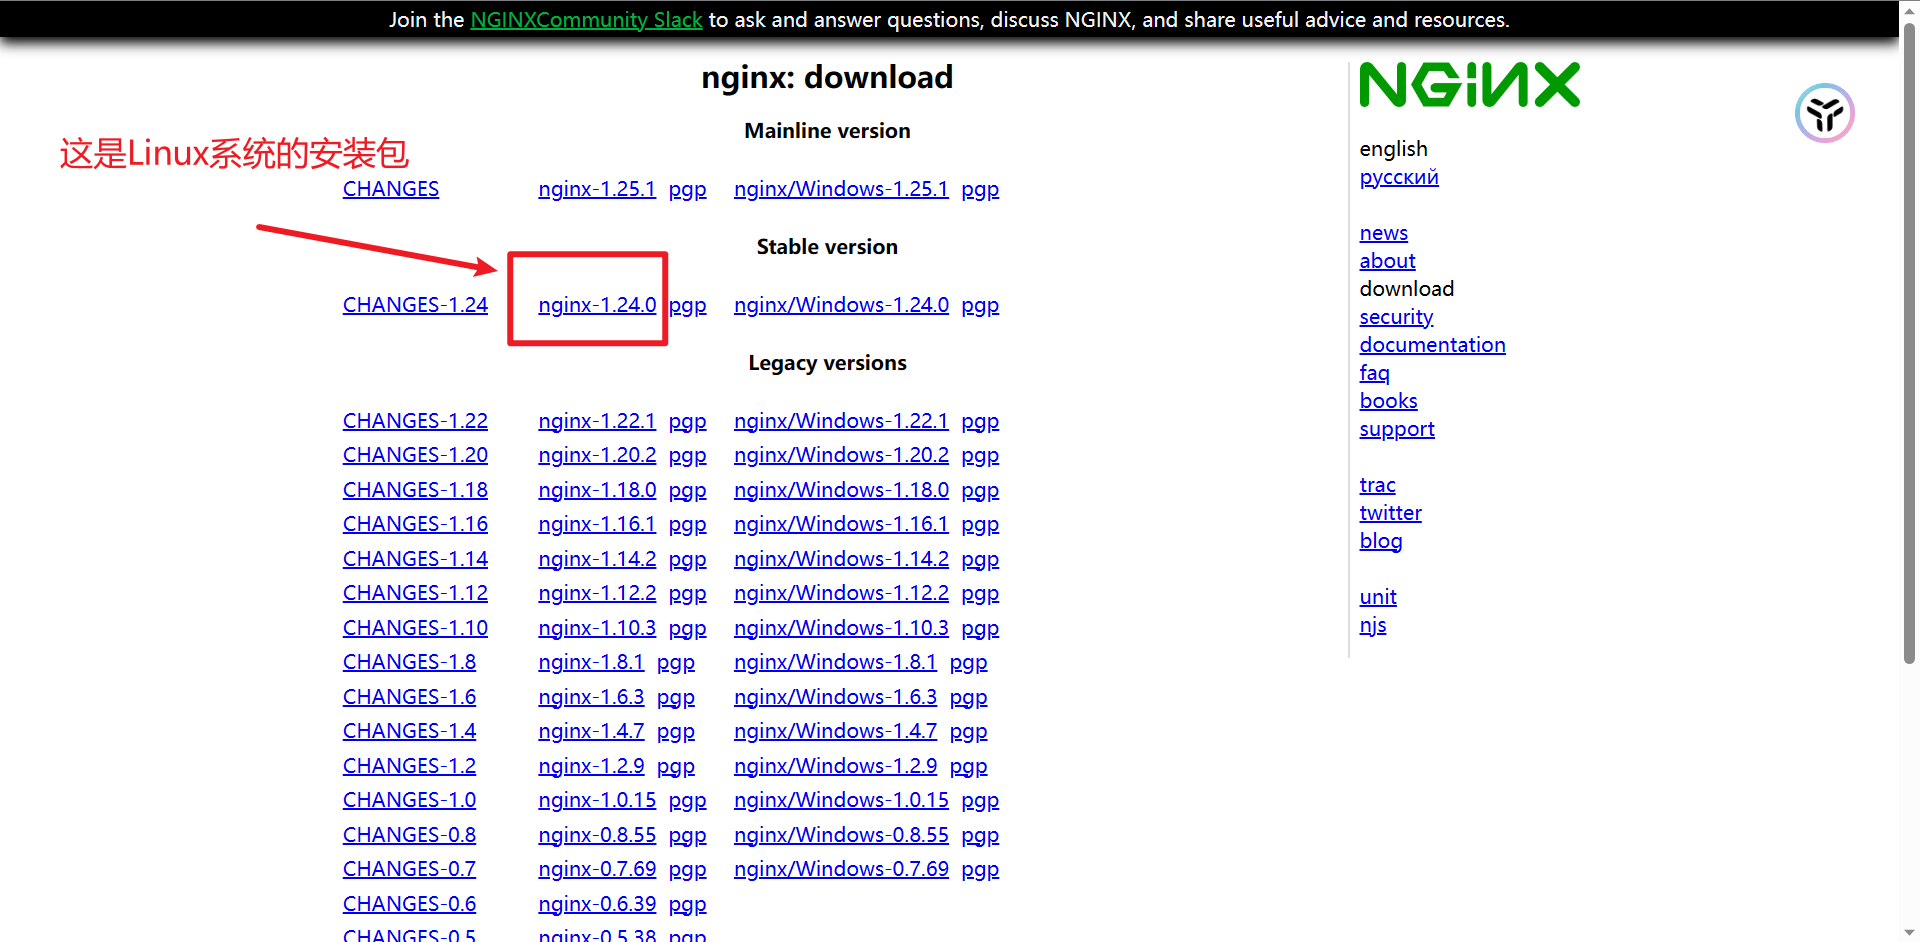 Join the NGINXCommunity Slack to ask and answer questions, discuss NGINX, and share useful advice and resources.
nginx: download
Mainline version
这是Linux系统的安装包
CHANGES nginx-1.25.1 pgp nginx/Windows-1.25.1 pgp
Stable version
CHANGES-1.24 nginx-1.24.0 pgp nginx/Windows-1.24.0 pgp
Legacy versions
CHANGES-1.22 nginx-1.22.1 pgp nginx/Windows-1.22.1 pgp
CHANGES-1.20 nginx-1.20.2 pgp nginx/Windows-1.20.2 pgp
CHANGES-1.18 nginx-1.18.0 pgp nginx/Windows-1.18.0 pgp
CHANGES-1.16 nginx-1.16.1 pgp nginx/Windows-1.16.1 pgp
CHANGES-1.14 nginx-1.14.2 pgp nginx/Windows-1.14.2 pgp
CHANGES-1.12 nginx-1.12.2 pgp nginx/Windows-1.12.2 pgp
CHANGES-1.10 nginx-1.10.3 pgp nginx/Windows-1.10.3 pgp
CHANGES-1.8 nginx-1.8.1 pgp nginx/Windows-1.8.1 pgp
CHANGES-1.6 nginx-1.6.3 pgp nginx/Windows-1.6.3 pgp
CHANGES-1.4 nginx-1.4.7 pgp nginx/Windows-1.4.7 pgp
CHANGES-1.2 nginx-1.2.9 pgp nginx/Windows-1.2.9 pgp
CHANGES-1.0 nginx-1.0.15 pgp nginx/Windows-1.0.15 pgp
CHANGES-0.8 nginx-0.8.55 pgp nginx/Windows-0.8.55 pgp
CHANGES-0.7 nginx-0.7.69 pgp nginx/Windows-0.7.69 pgp
CHANGES-0.6 nginx-0.6.39 pgp
CHANGES-0.5 nginx-0.5.38 pgp
NGINX
english
русский
news
about
download
security
documentation
faq
books
support
trac
twitter
blog
unit
njs